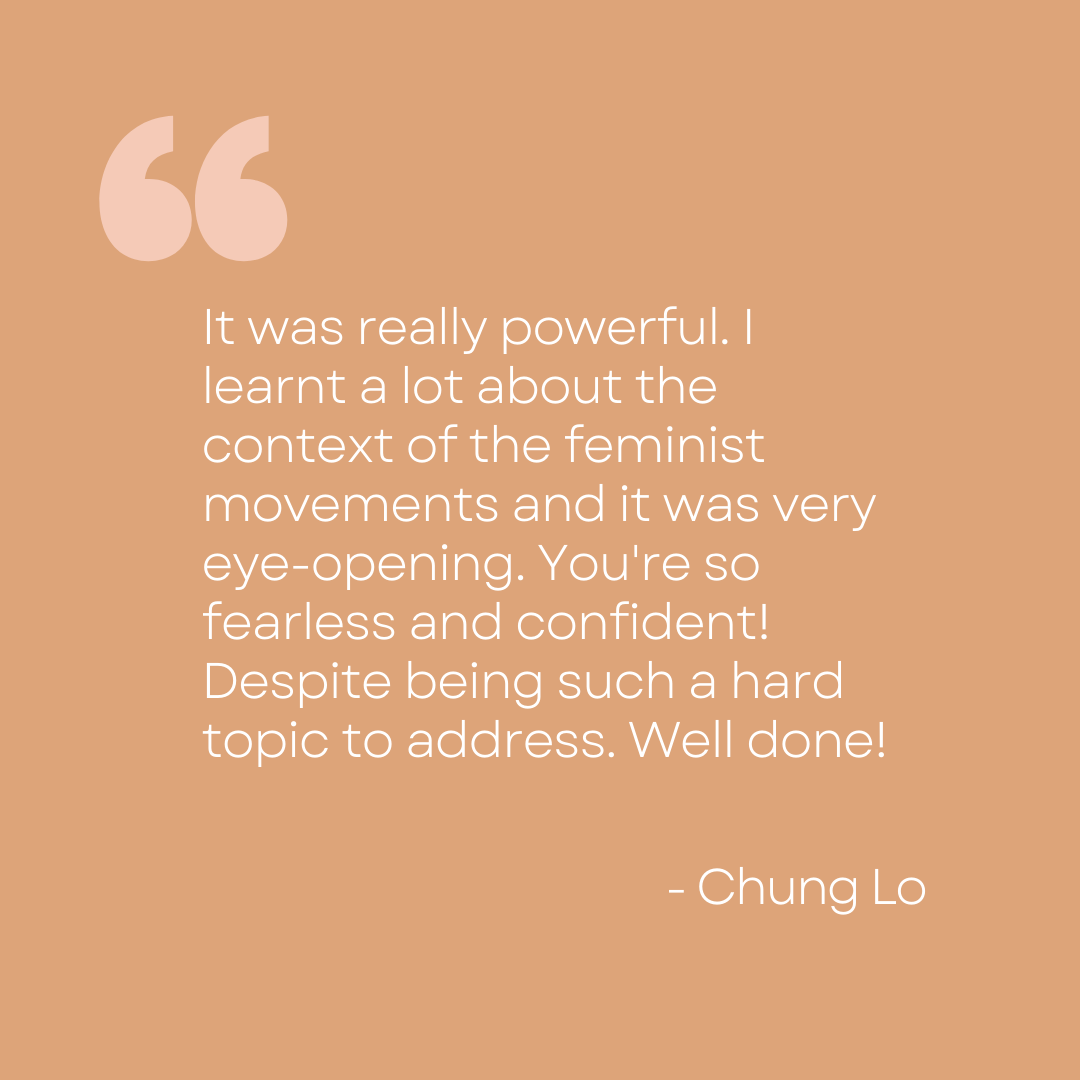 “
It was really powerful. I
learnt a lot about the
context of the feminist
movements and it was very
eye-opening. You're so
fearless and confident!
Despite being such a hard
topic to address. Well done!
- Chung Lo